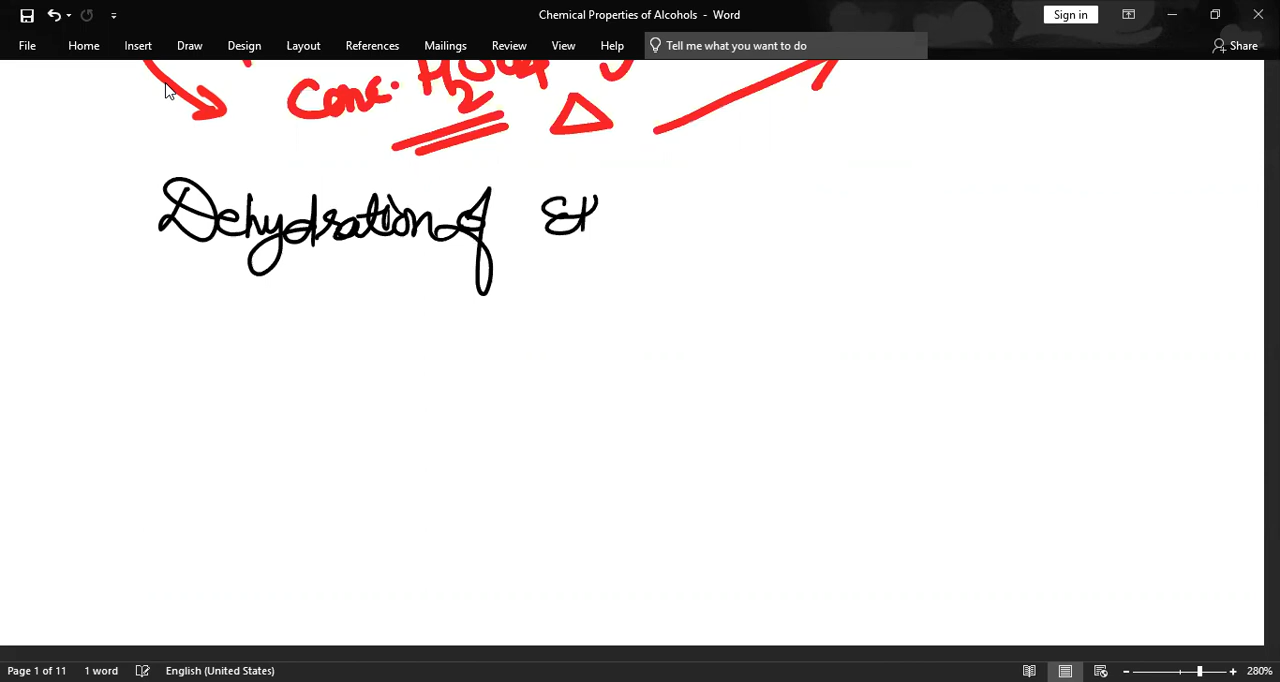 Chemical Properties of Alcohols - Word
Sign in
File Home Insert Draw Design Layout References Mailings Review View Help Tell me what you want to do Share
Conc. H2SO4 Δ
Dehydration of Et
Page 1 of 11 1 word English (United States) 280%